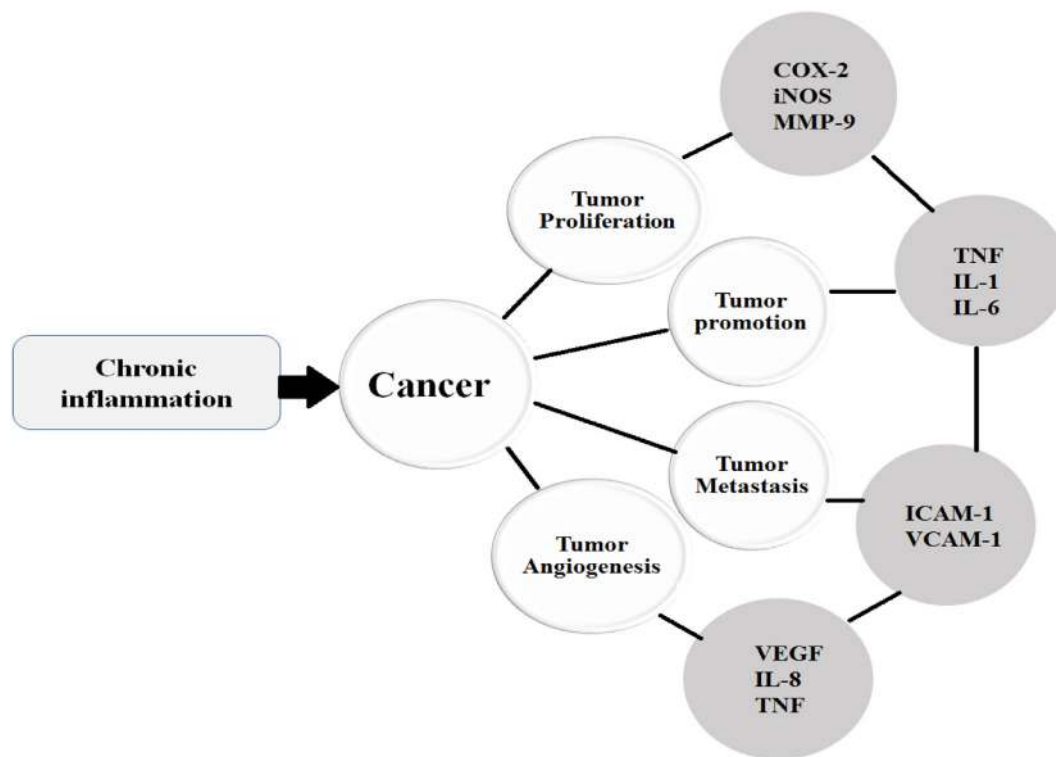 COX-2
iNOS
MMP-9
Tumor
Proliferation
TNF
IL-1
IL-6
Tumor
promotion
Chronic
inflammation
Cancer
Tumor
Metastasis
ICAM-1
VCAM-1
Tumor
Angiogenesis
VEGF
IL-8
TNF